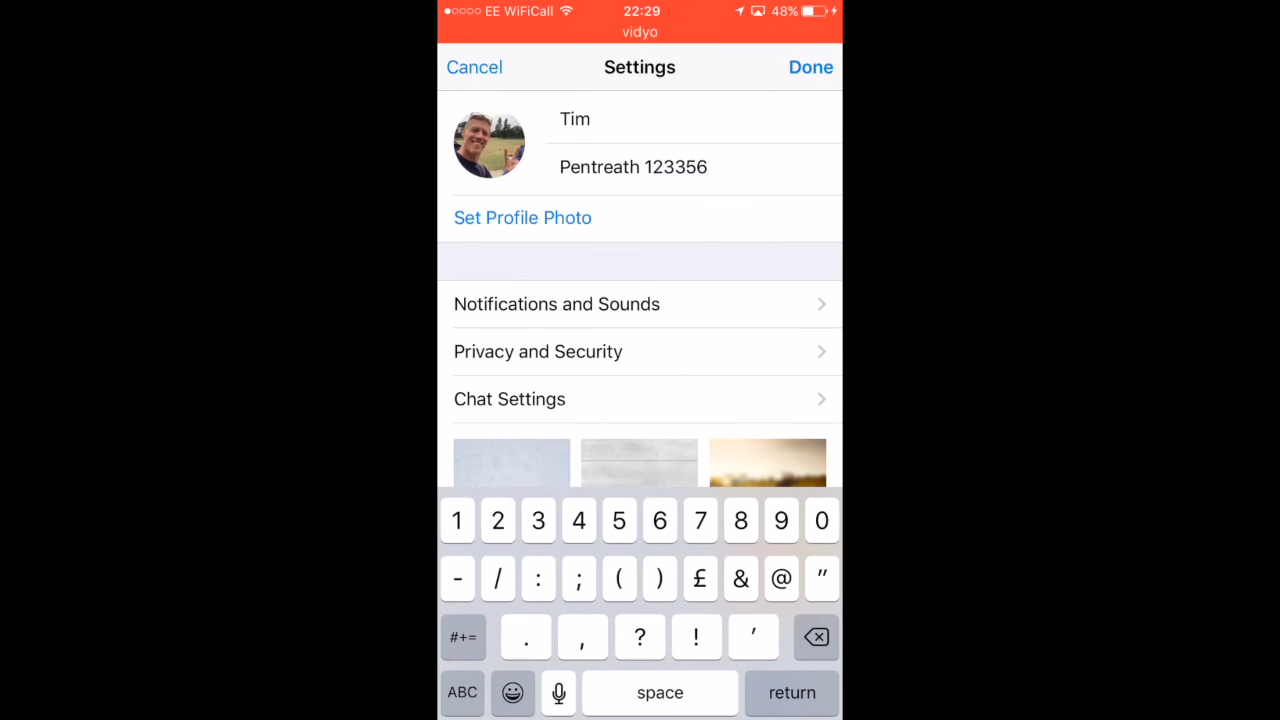 EE WiFiCall 22:29 48%
vidyo
Cancel Settings Done
Tim
Pentreath 123356
Set Profile Photo
Notifications and Sounds
Privacy and Security
Chat Settings
1 2 3 4 5 6 7 8 9 0
- / : ; ( ) £ & @ "
#+= . , ? ! '
ABC space return